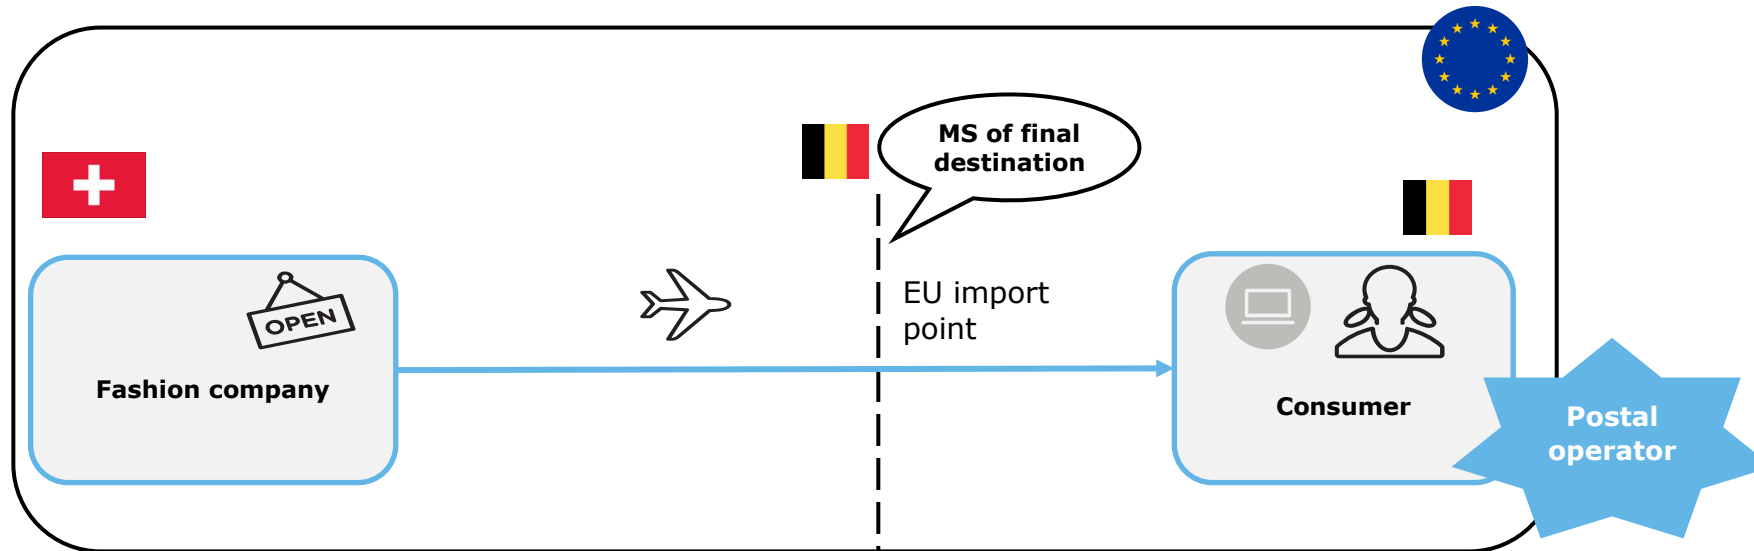 MS of final
destination
EU import
point
OPEN
Fashion company
Consumer
Postal
operator